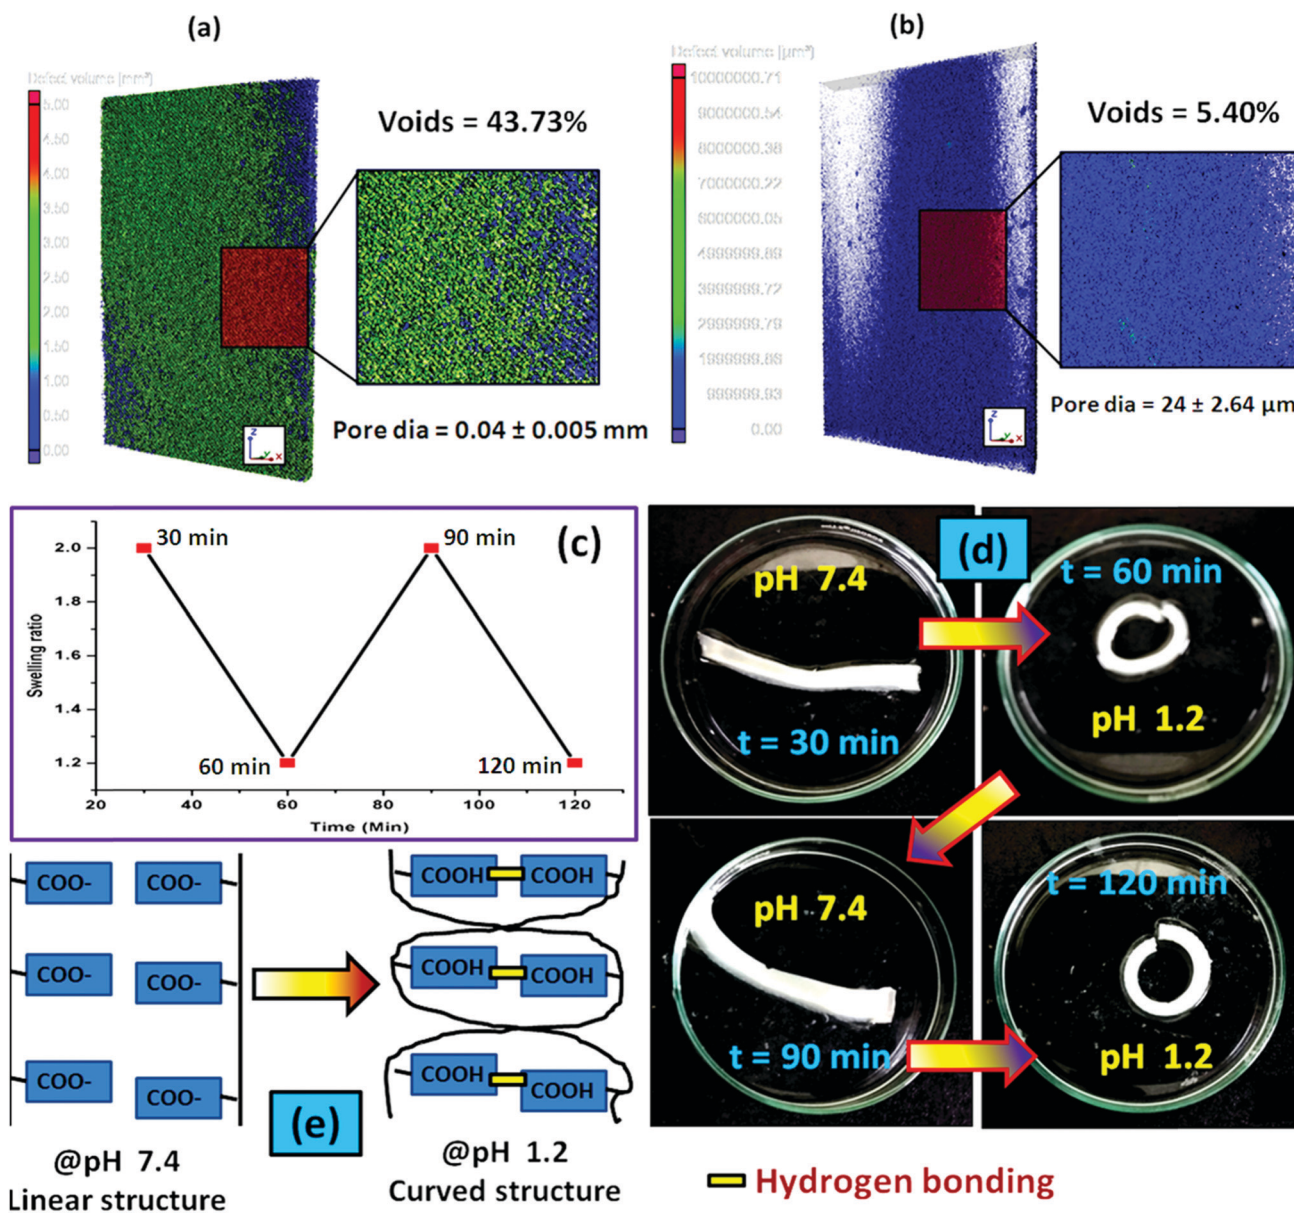 (a)
Defect volume [mm³]
5.00
4.50
4.00
3.50
3.00
2.50
2.00
1.50
1.00
0.50
0.00
Voids = 43.73%
Pore dia = 0.04 ± 0.005 mm
Z
Y
X
(b)
Defect volume [µm³]
10000000.71
9000000.54
8000000.38
7000000.22
6000000.05
4999999.89
3999999.72
2999999.79
1999999.86
999999.93
0.00
Voids = 5.40%
Pore dia = 24 ± 2.64 µm
Z
Y
X
(c)
Swelling ratio
2.0
1.8
1.6
1.4
1.2
30 min
90 min
60 min
120 min
20
40
60
80
100
120
Time (Min)
(d)
pH 7.4
t = 30 min
t = 60 min
pH 1.2
pH 7.4
t = 90 min
t = 120 min
pH 1.2
COO- COO-
COO- COO-
COO- COO-
COOH COOH
COOH COOH
COOH COOH
(e)
@pH 7.4
Linear structure
@pH 1.2
Curved structure
Hydrogen bonding